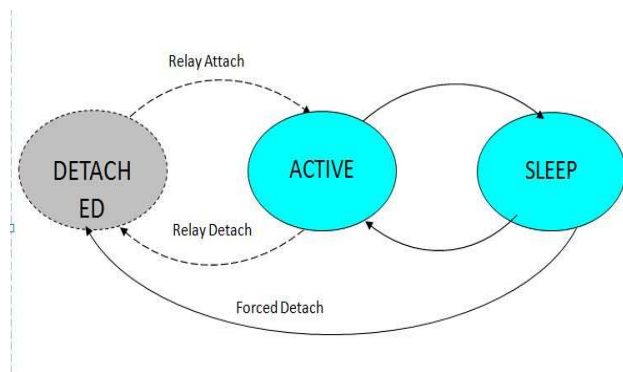 Relay Attach
DETACH
ED
ACTIVE
SLEEP
Relay Detach
Forced Detach